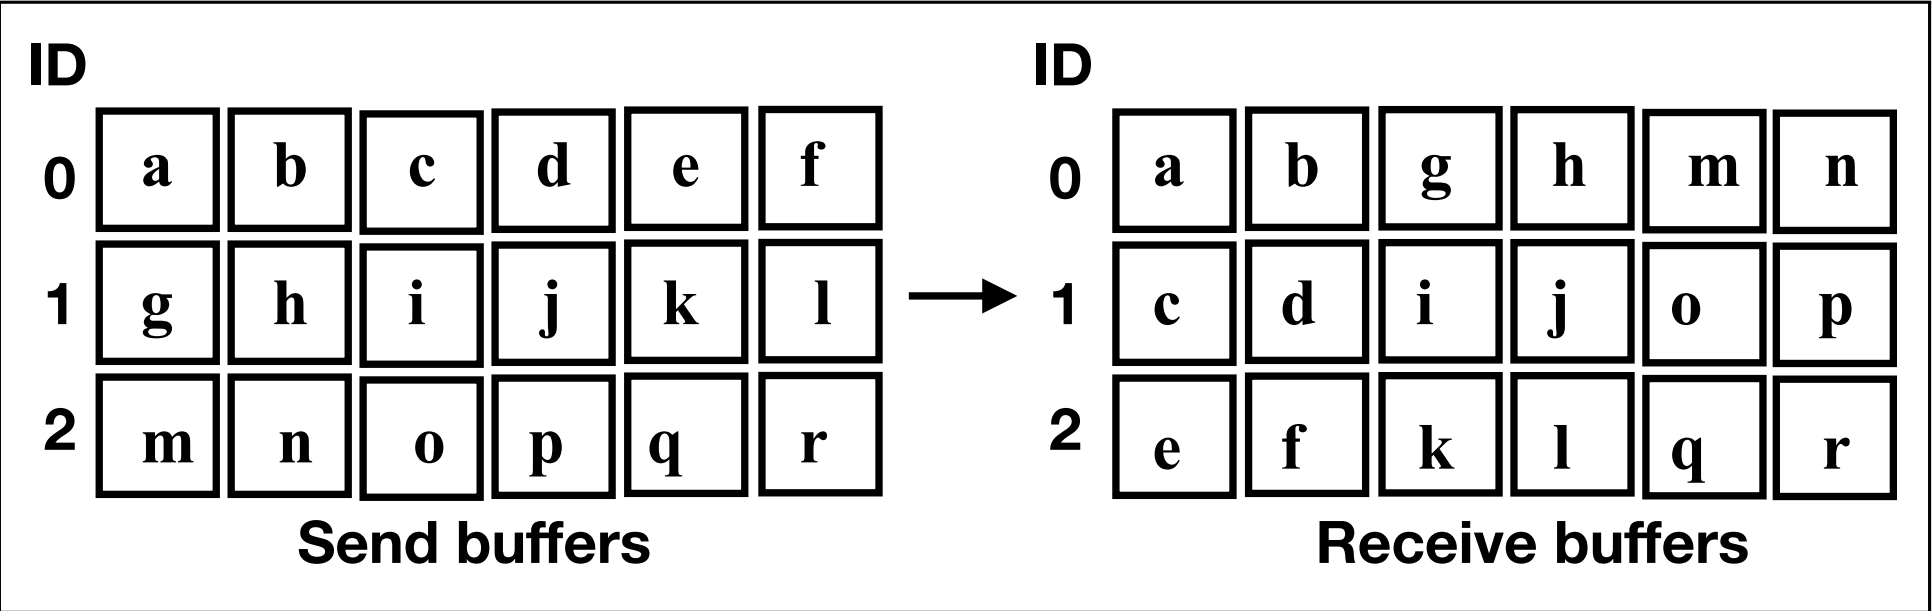 ID ID
0 a b c d e f 0 a b g h m n
1 g h i j k l 1 c d i j o p
2 m n o p q r 2 e f k l q r
Send buffers Receive buffers